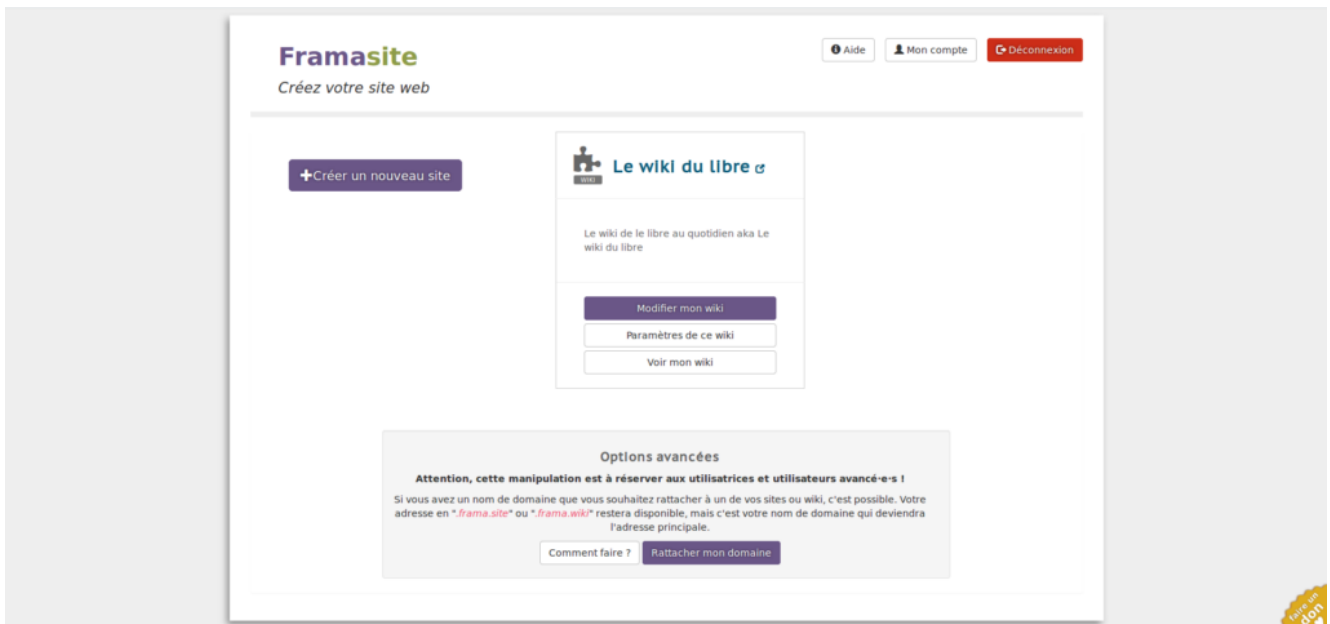 Framasite
Créez votre site web
Aide
Mon compte
Déconnexion
Créer un nouveau site
WIKI
Le wiki du libre
Le wiki de le libre au quotidien aka Le
wiki du libre
Modifier mon wiki
Paramètres de ce wiki
Voir mon wiki
Options avancées
Attention, cette manipulation est à réserver aux utilisatrices et utilisateurs avancé·e·s !
Si vous avez un nom de domaine que vous souhaitez rattacher à un de vos sites ou wiki, c'est possible. Votre
adresse en ".frama.site" ou ".frama.wiki" restera disponible, mais c'est votre nom de domaine qui deviendra
l'adresse principale.
Comment faire ?
Rattacher mon domaine
faire un
don